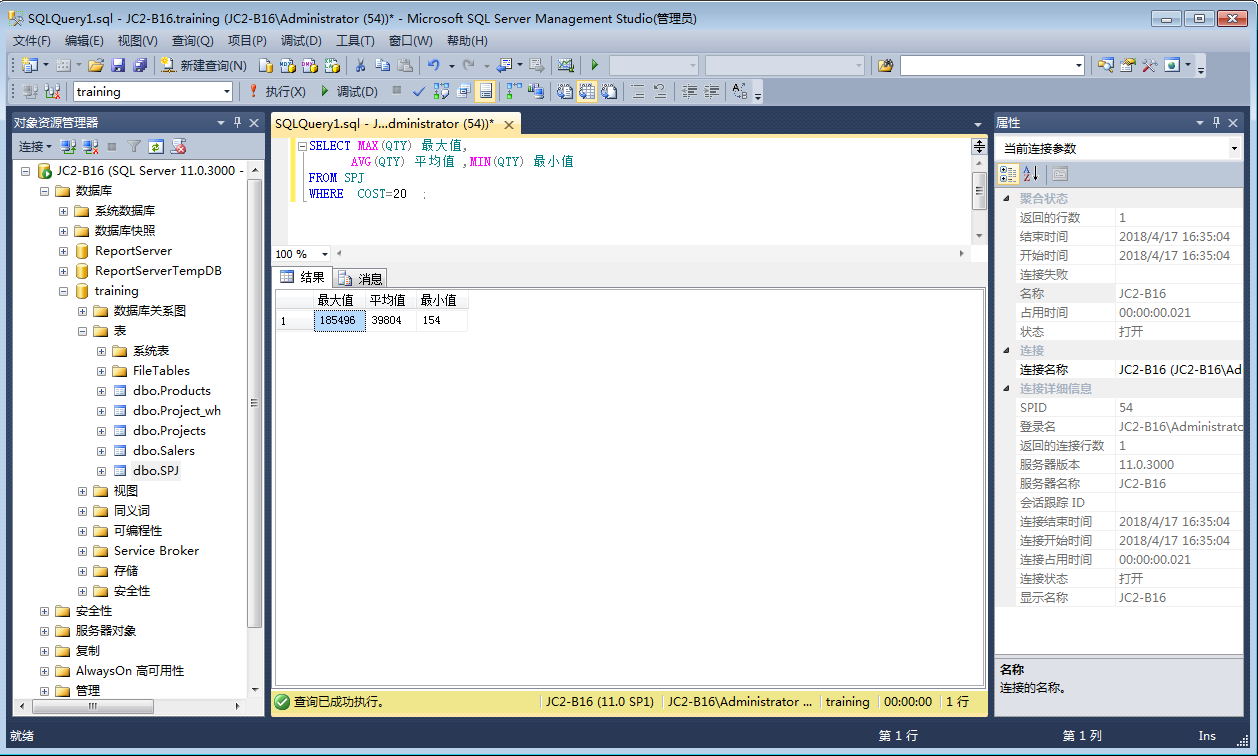 SQLQuery1.sql - JC2-B16.training (JC2-B16\Administrator (54))* - Microsoft SQL Server Management Studio(管理员)
文件(F) 编辑(E) 视图(V) 查询(Q) 项目(P) 调试(D) 工具(T) 窗口(W) 帮助(H)
新建查询(N)
training 执行(X) 调试(D)
对象资源管理器
连接
JC2-B16 (SQL Server 11.0.3000 -
数据库
系统数据库
数据库快照
ReportServer
ReportServerTempDB
training
数据库关系图
表
系统表
FileTables
dbo.Products
dbo.Project_wh
dbo.Projects
dbo.Salers
dbo.SPJ
视图
同义词
可编程性
Service Broker
存储
安全性
安全性
服务器对象
复制
AlwaysOn 高可用性
管理
SQLQuery1.sql - J...dministrator (54))*
SELECT MAX(QTY) 最大值,
AVG(QTY) 平均值 ,MIN(QTY) 最小值
FROM SPJ
WHERE COST=20 ;
100 %
结果 消息
最大值 平均值 最小值
1 185496 39804 154
查询已成功执行。 JC2-B16 (11.0 SP1) JC2-B16\Administrator ... training 00:00:00 1 行
属性
当前连接参数
聚合状态
返回的行数 1
结束时间 2018/4/17 16:35:04
开始时间 2018/4/17 16:35:04
连接失败
名称 JC2-B16
占用时间 00:00:00.021
状态 打开
连接
连接名称 JC2-B16 (JC2-B16\Ad
连接详细信息
SPID 54
登录名 JC2-B16\Administrato
返回的连接行数 1
服务器版本 11.0.3000
服务器名称 JC2-B16
会话跟踪 ID
连接结束时间 2018/4/17 16:35:04
连接开始时间 2018/4/17 16:35:04
连接占用时间 00:00:00.021
连接状态 打开
显示名称 JC2-B16
名称
连接的名称。
就绪 第 1 行 第 1 列 Ins